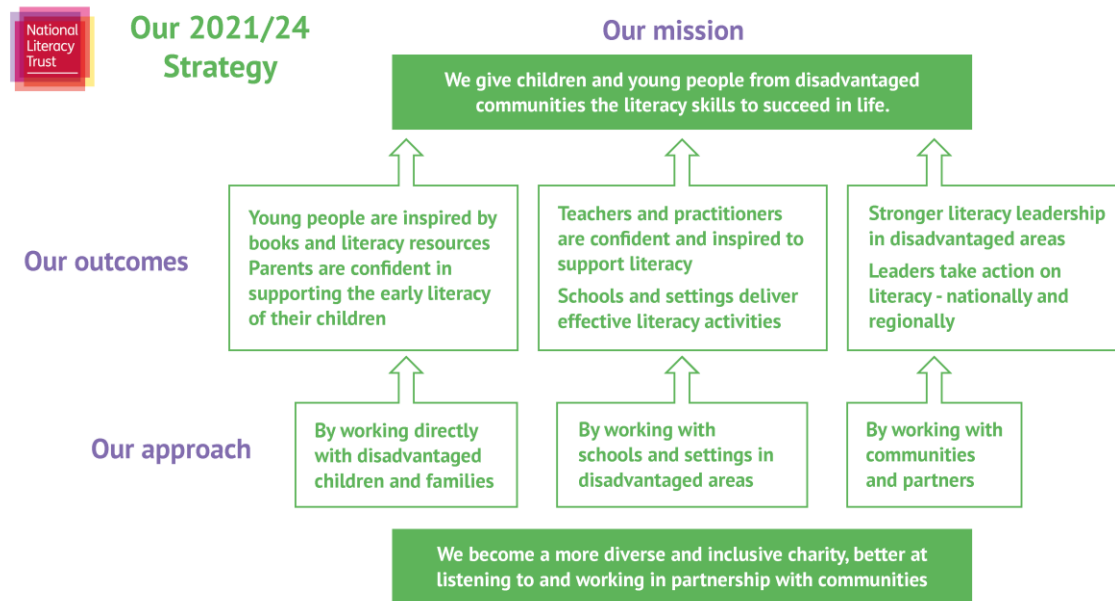 National
Literacy
Trust
Our 2021/24
Strategy
Our mission
We give children and young people from disadvantaged
communities the literacy skills to succeed in life.
Our outcomes
Young people are inspired by
books and literacy resources
Parents are confident in
supporting the early literacy
of their children
Teachers and practitioners
are confident and inspired to
support literacy
Schools and settings deliver
effective literacy activities
Stronger literacy leadership
in disadvantaged areas
Leaders take action on
literacy - nationally and
regionally
Our approach
By working directly
with disadvantaged
children and families
By working with
schools and settings in
disadvantaged areas
By working with
communities
and partners
We become a more diverse and inclusive charity, better at
listening to and working in partnership with communities